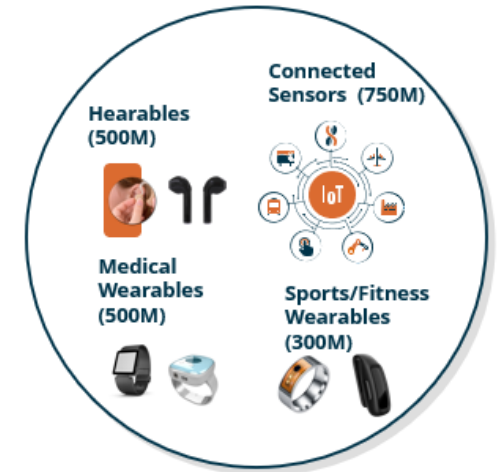 Connected
Sensors (750M)
Hearables
(500M)
IoT
Medical
Wearables
(500M)
Sports/Fitness
Wearables
(300M)